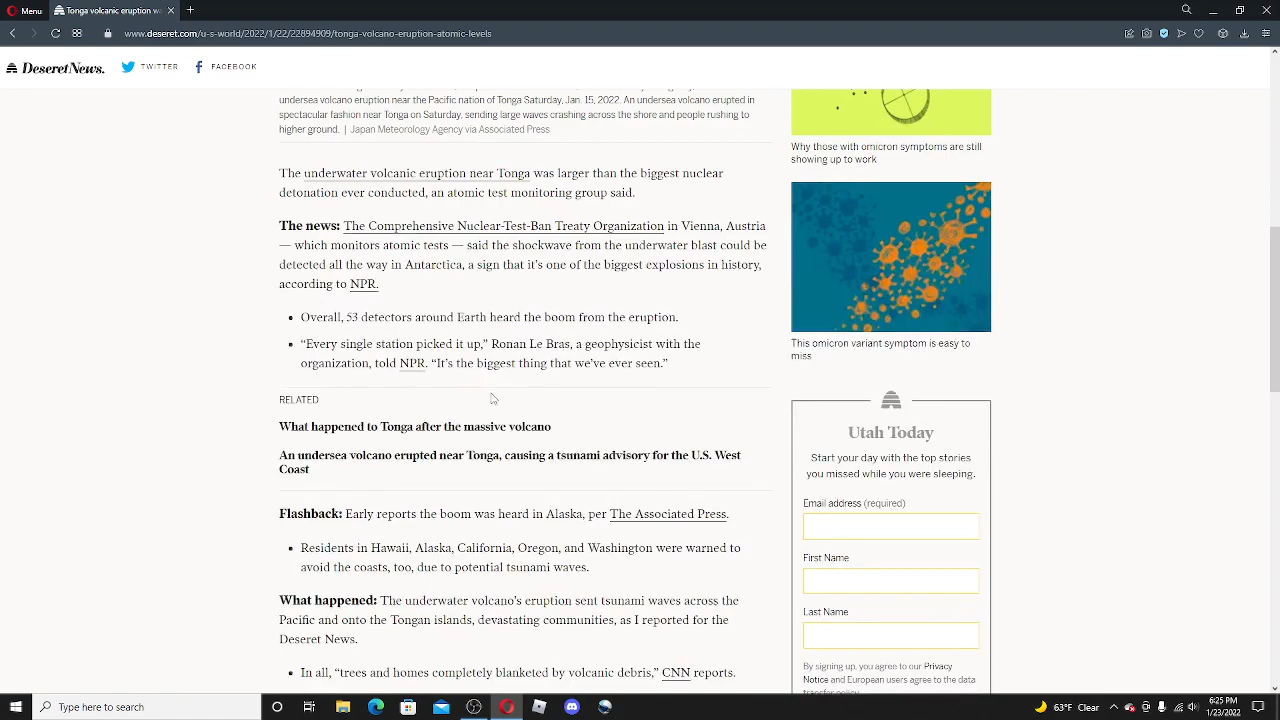 Menu
Tonga volcanic eruption wa
www.deseret.com/u-s-world/2022/1/22/22894909/tonga-volcano-eruption-atomic-levels
Deseret News. TWITTER FACEBOOK
undersea volcano eruption near the Pacific nation of Tonga Saturday, Jan. 15, 2022. An undersea volcano erupted in
spectacular fashion near Tonga on Saturday, sending large waves crashing across the shore and people rushing to
higher ground. | Japan Meteorology Agency via Associated Press
The underwater volcanic eruption near Tonga was larger than the biggest nuclear
detonation ever conducted, an atomic test monitoring group said.
The news: The Comprehensive Nuclear-Test-Ban Treaty Organization in Vienna, Austria
— which monitors atomic tests — said the shockwave from the underwater blast could be
detected all the way in Antarctica, a sign that it's one of the biggest explosions in history,
according to NPR.
• Overall, 53 detectors around Earth heard the boom from the eruption.
• “Every single station picked it up,” Ronan Le Bras, a geophysicist with the
organization, told NPR. “It's the biggest thing that we've ever seen.”
RELATED
What happened to Tonga after the massive volcano
An undersea volcano erupted near Tonga, causing a tsunami advisory for the U.S. West
Coast
Flashback: Early reports the boom was heard in Alaska, per The Associated Press.
• Residents in Hawaii, Alaska, California, Oregon, and Washington were warned to
avoid the coasts, too, due to potential tsunami waves.
What happened: The underwater volcano's eruption sent tsunami waves across the
Pacific and onto the Tongan islands, devastating communities, as I reported for the
Deseret News.
• In all, “trees and homes completely blanketed by volcanic debris,” CNN reports.
Why those with omicron symptoms are still
showing up to work
This omicron variant symptom is easy to
miss
Utah Today
Start your day with the top stories
you missed while you were sleeping.
Email address (required)
First Name
Last Name
By signing up, you agree to our Privacy
Notice and European users agree to the data
transfer policy.
Type here to search
63°F Clear
6:25 PM
1/23/2022